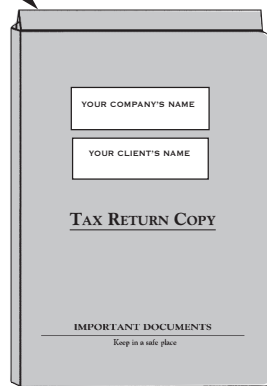 YOUR COMPANY'S NAME
YOUR CLIENT'S NAME
TAX RETURN COPY
IMPORTANT DOCUMENTS
Keep in a safe place